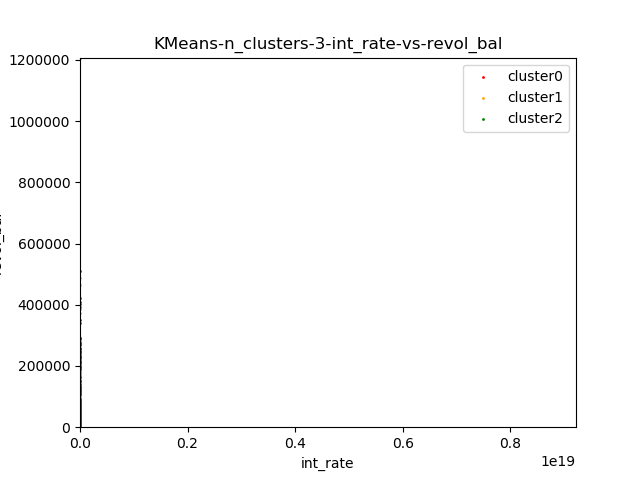 KMeans-n_clusters-3-int_rate-vs-revol_bal
1200000
1000000
800000
600000
400000
200000
0
cluster0
cluster1
cluster2
0.0 0.2 0.4 0.6 0.8
1e19
int_rate